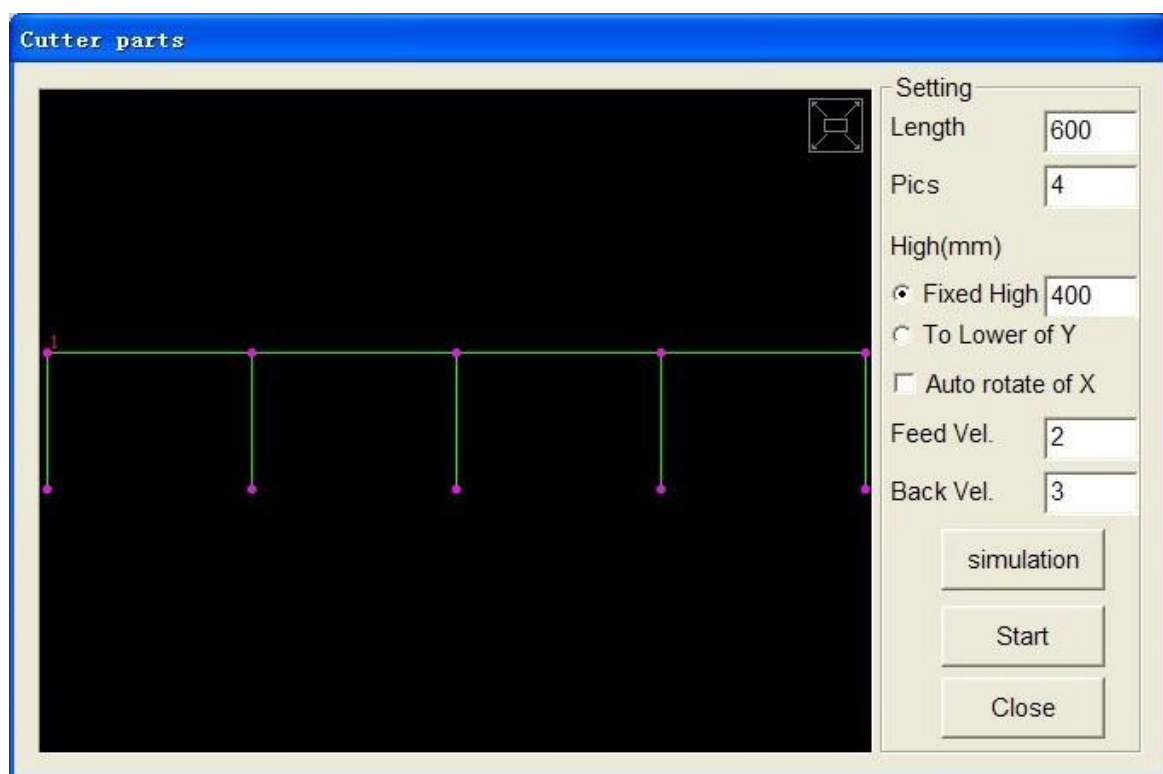 Cutter parts
Setting
Length 600
Pics 4
High(mm)
Fixed High 400
To Lower of Y
Auto rotate of X
Feed Vel. 2
Back Vel. 3
simulation
Start
Close
1